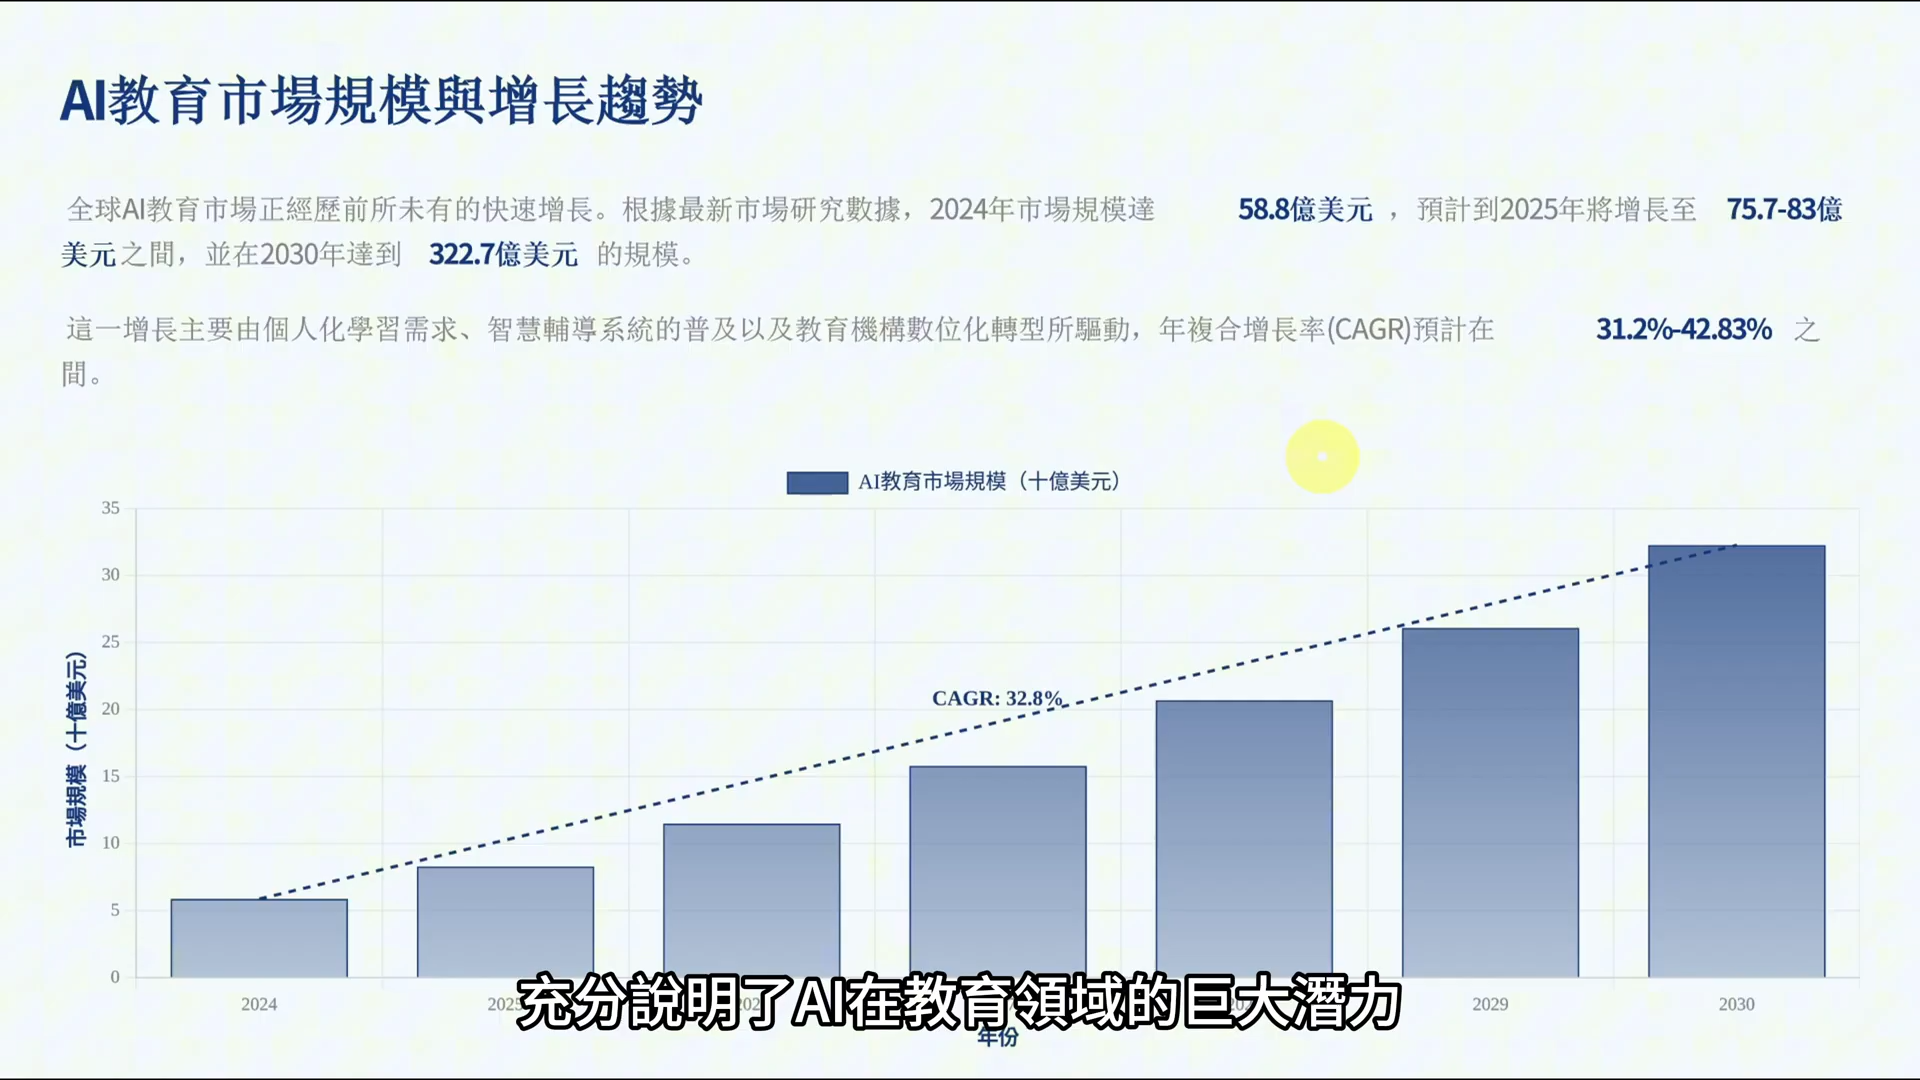 AI教育市場規模與增長趨勢
全球AI教育市場正經歷前所未有的快速增長。根據最新市場研究數據，2024年市場規模達 58.8億美元 ，預計到2025年將增長至 75.7-83億
美元之間，並在2030年達到 322.7億美元 的規模。
這一增長主要由個人化學習需求、智慧輔導系統的普及以及教育機構數位化轉型所驅動，年複合增長率(CAGR)預計在 31.2%-42.83% 之
間。
AI教育市場規模（十億美元）
35
30
25
20
15
10
5
0
市場規模（十億美元）
CAGR: 32.8%
2024
2029
2030
充分說明了AI在教育領域的巨大潛力
年份